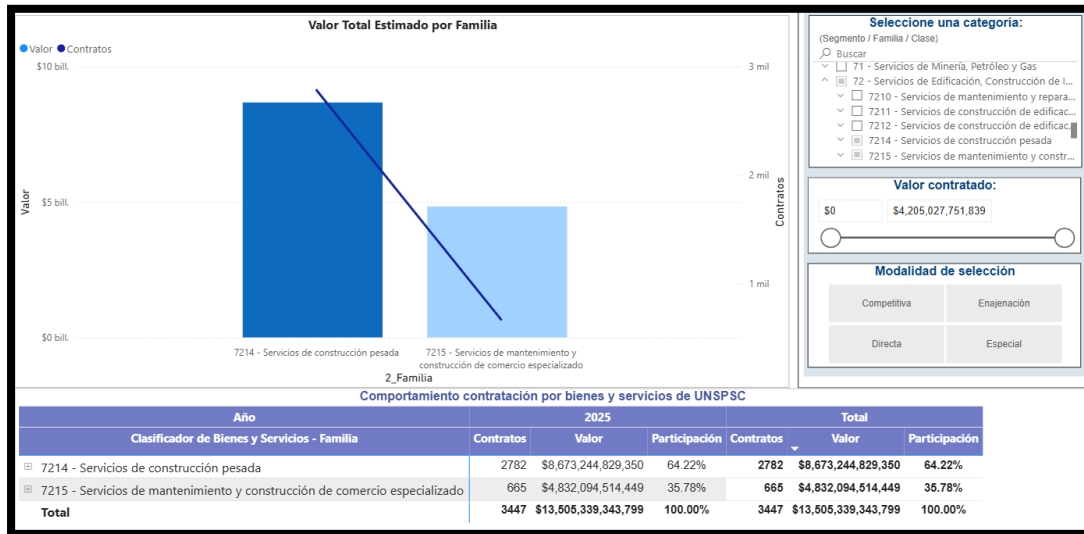 Valor Total Estimado por Familia
Valor Contratos
$10 bill.
$5 bill.
$0 bill.
Valor
3 mil
2 mil
1 mil
Contratos
7214 - Servicios de construcción pesada
7215 - Servicios de mantenimiento y
construcción de comercio especializado
2_Familia
Seleccione una categoría:
(Segmento / Familia / Clase)
Buscar
71 - Servicios de Minería, Petróleo y Gas
72 - Servicios de Edificación, Construcción de I...
7210 - Servicios de mantenimiento y repara...
7211 - Servicios de construcción de edificac...
7212 - Servicios de construcción de edificac...
7214 - Servicios de construcción pesada
7215 - Servicios de mantenimiento y constr...
Valor contratado:
$0 $4,205,027,751,839
Modalidad de selección
Competitiva Enajenación
Directa Especial
Comportamiento contratación por bienes y servicios de UNSPSC
Año 2025 Total
Clasificador de Bienes y Servicios - Familia Contratos Valor Participación Contratos Valor Participación
7214 - Servicios de construcción pesada 2782 $8,673,244,829,350 64.22% 2782 $8,673,244,829,350 64.22%
7215 - Servicios de mantenimiento y construcción de comercio especializado 665 $4,832,094,514,449 35.78% 665 $4,832,094,514,449 35.78%
Total 3447 $13,505,339,343,799 100.00% 3447 $13,505,339,343,799 100.00%